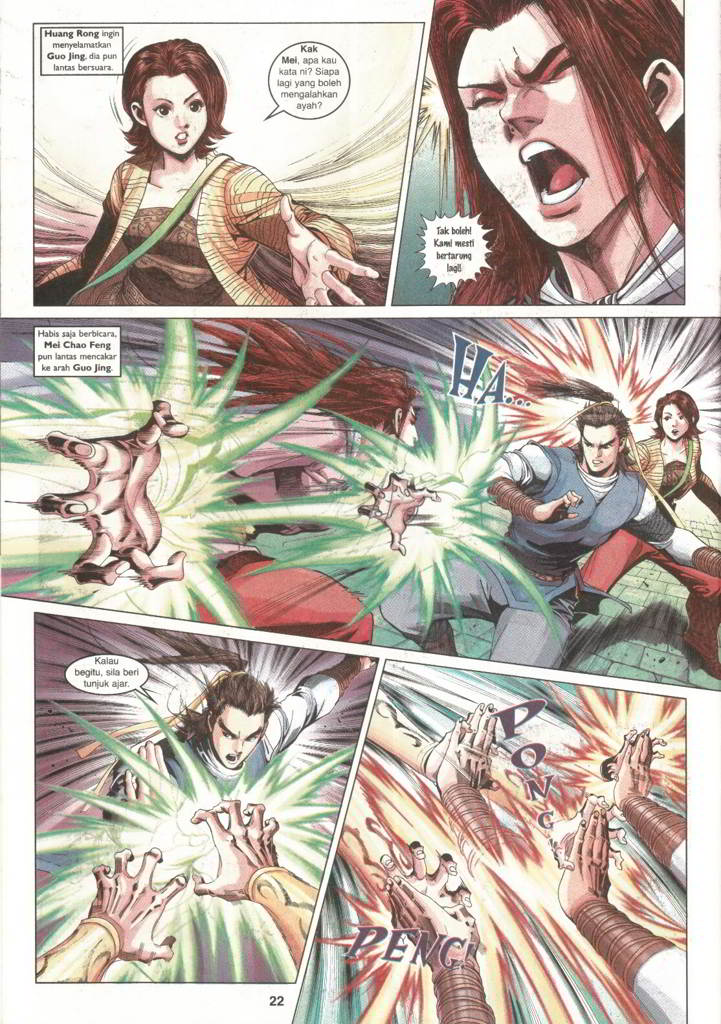 Huang Rong ingin
menyelamatkan
Guo Jing, dia pun
lantas bersuara.
Kak
Mei, apa kau
kata ni? Siapa
lagi yang boleh
mengalahkan
ayah?
Tak boleh!
Kami mesti
bertarung
lagi!
Habis saja berbicara,
Mei Chao Feng
pun lantas mencakar
ke arah Guo Jing.
HA...
Kalau
begitu, sila beri
tunjuk ajar.
PONG
PENG!
22